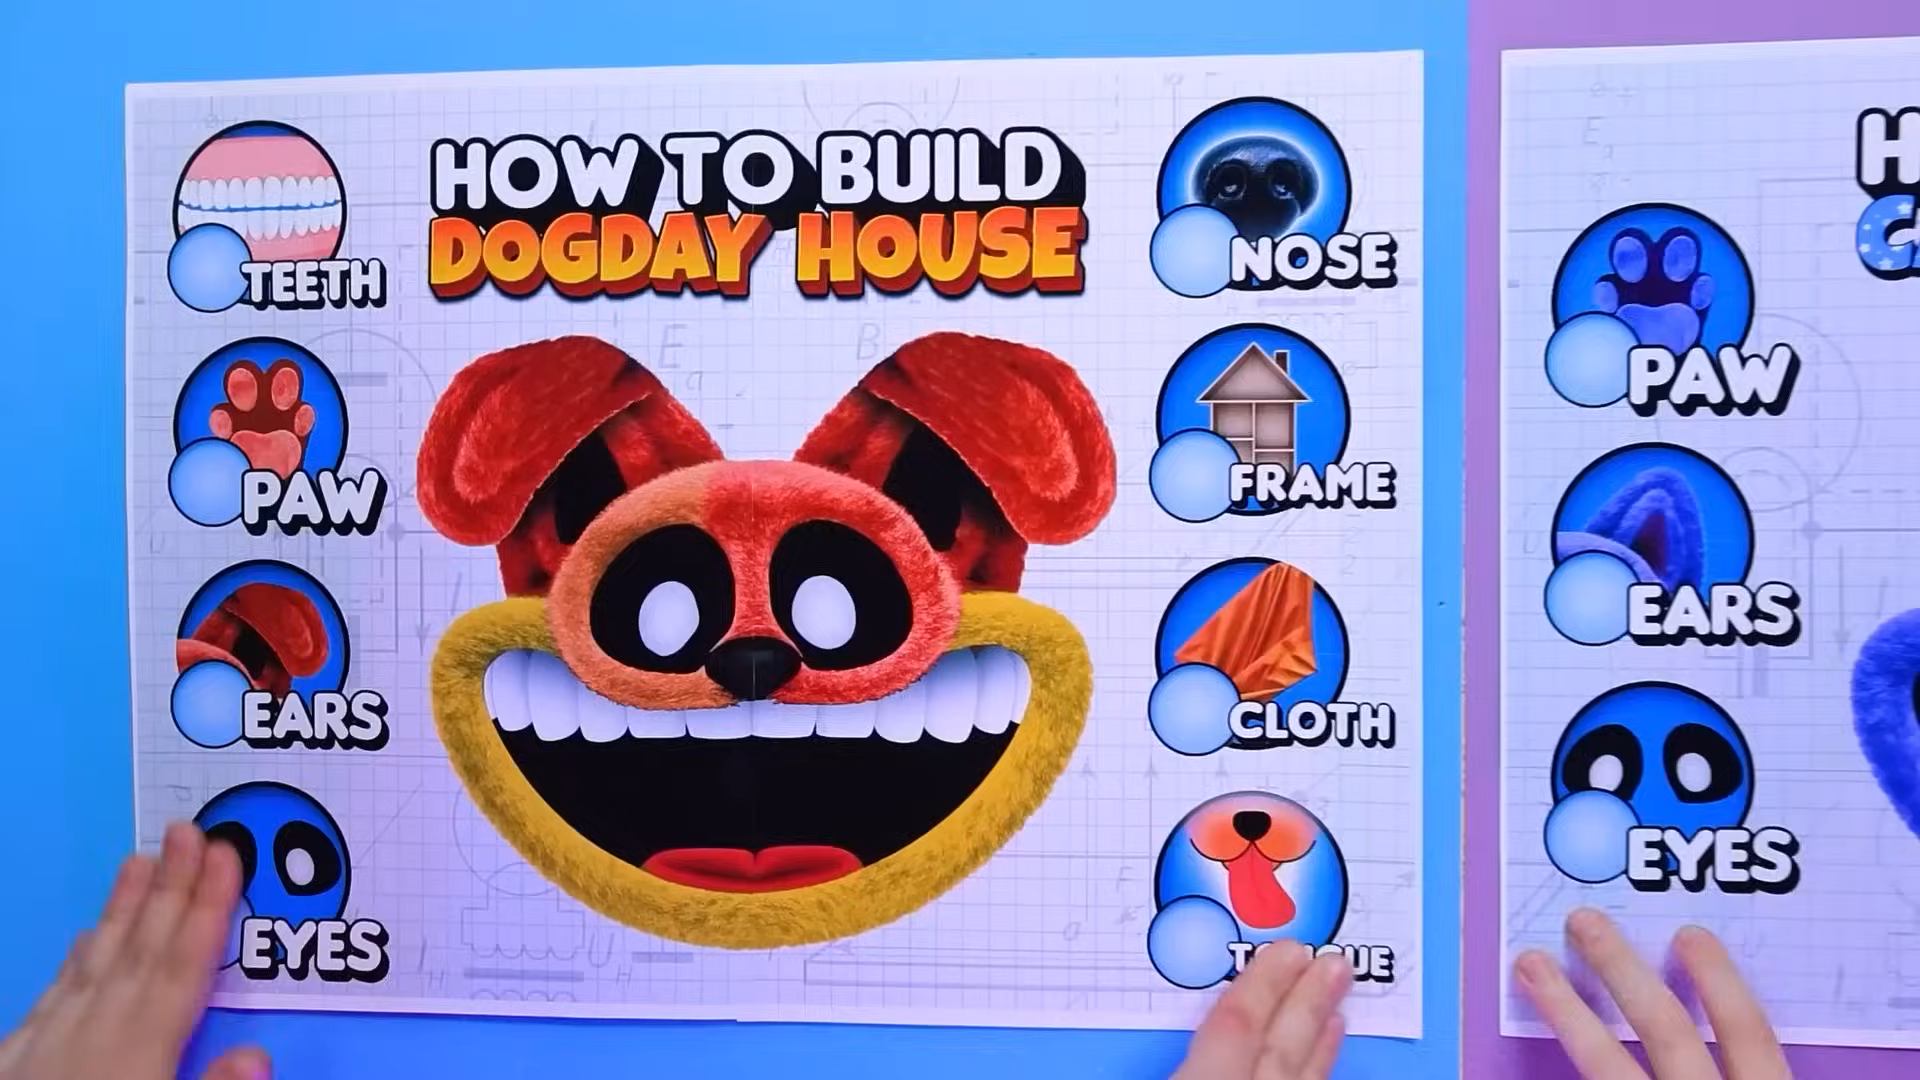 HOW TO BUILD
DOGDAY HOUSE
TEETH
PAW
EARS
EYES
NOSE
FRAME
CLOTH
PAW
EARS
EYES